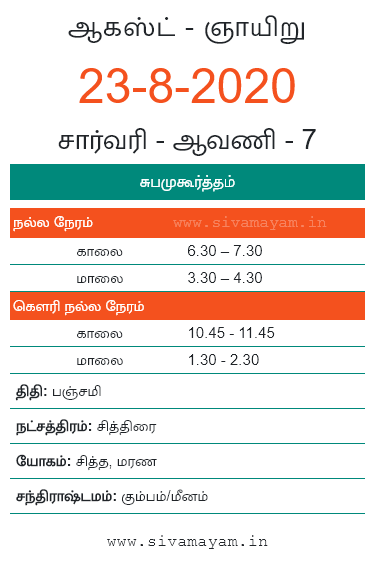 ஆகஸ்ட் - ஞாயிறு
23-8-2020
சார்வரி - ஆவணி - 7
சுபமுகூர்த்தம்
நல்ல நேரம் www.sivamayam.in
காலை 6.30 – 7.30
மாலை 3.30 – 4.30
கௌரி நல்ல நேரம்
காலை 10.45 - 11.45
மாலை 1.30 - 2.30
திதி: பஞ்சமி
நட்சத்திரம்: சித்திரை
யோகம்: சித்த, மரண
சந்திராஷ்டமம்: கும்பம்/மீனம்
www.sivamayam.in